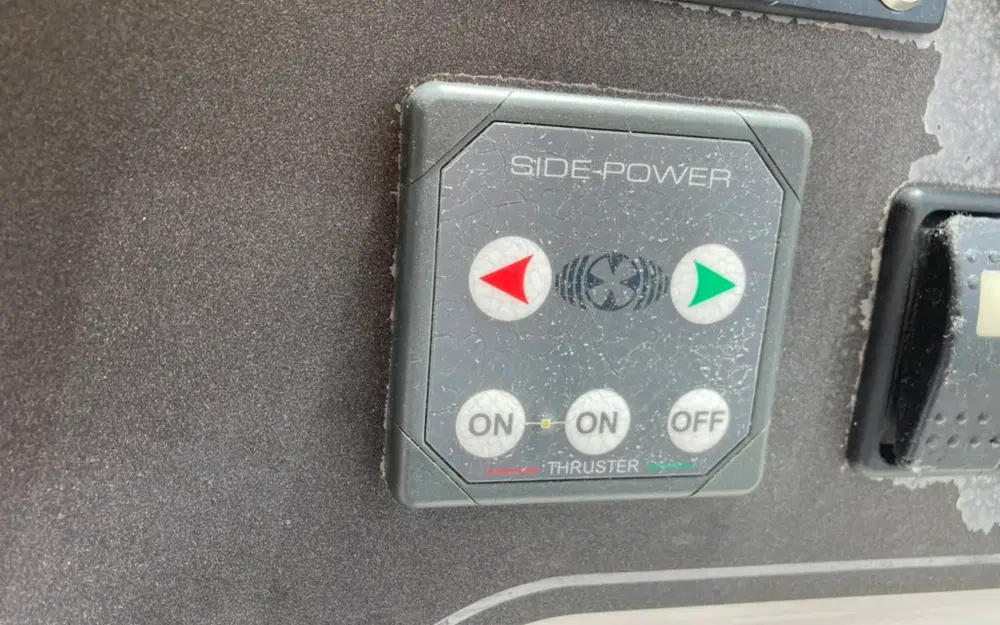 SIDE-POWER
ON ON OFF
THRUSTER